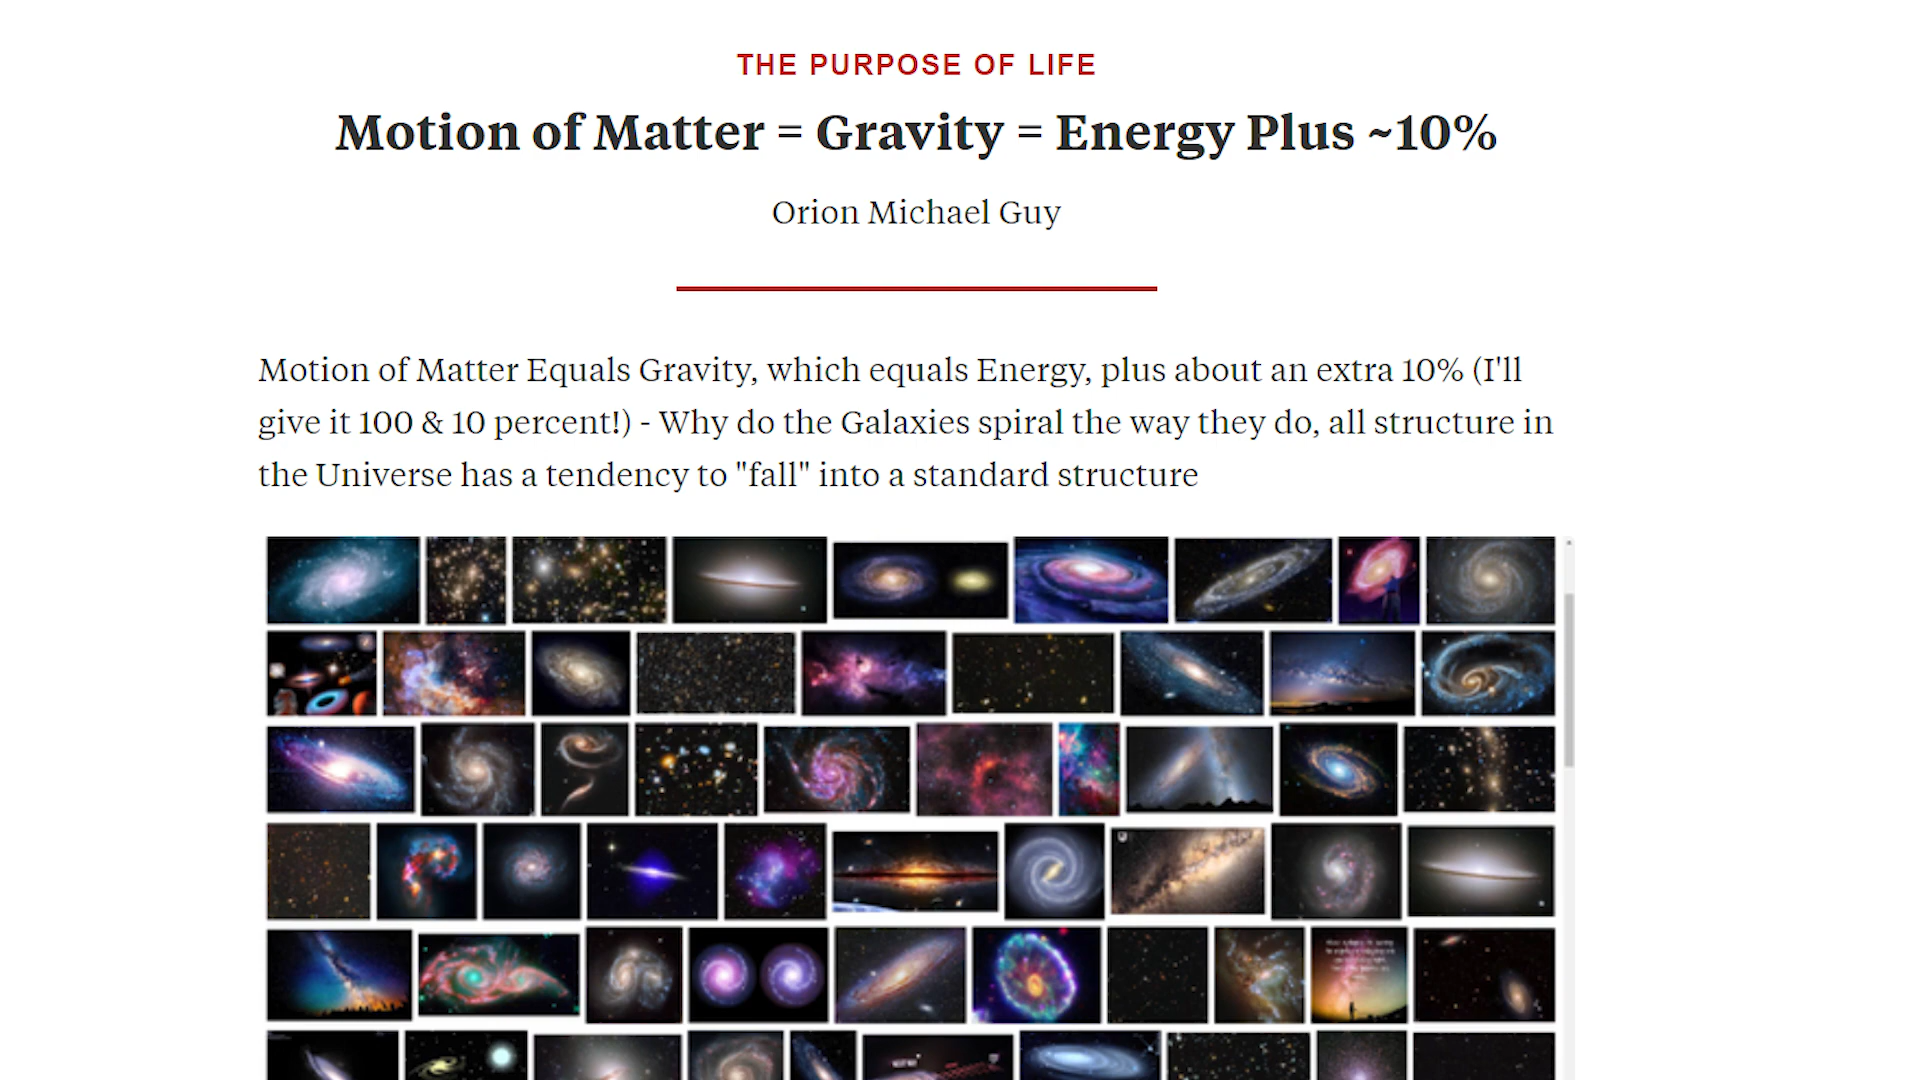 THE PURPOSE OF LIFE
Motion of Matter = Gravity = Energy Plus ~10%
Orion Michael Guy
Motion of Matter Equals Gravity, which equals Energy, plus about an extra 10% (I'll
give it 100 & 10 percent!) - Why do the Galaxies spiral the way they do, all structure in
the Universe has a tendency to "fall" into a standard structure